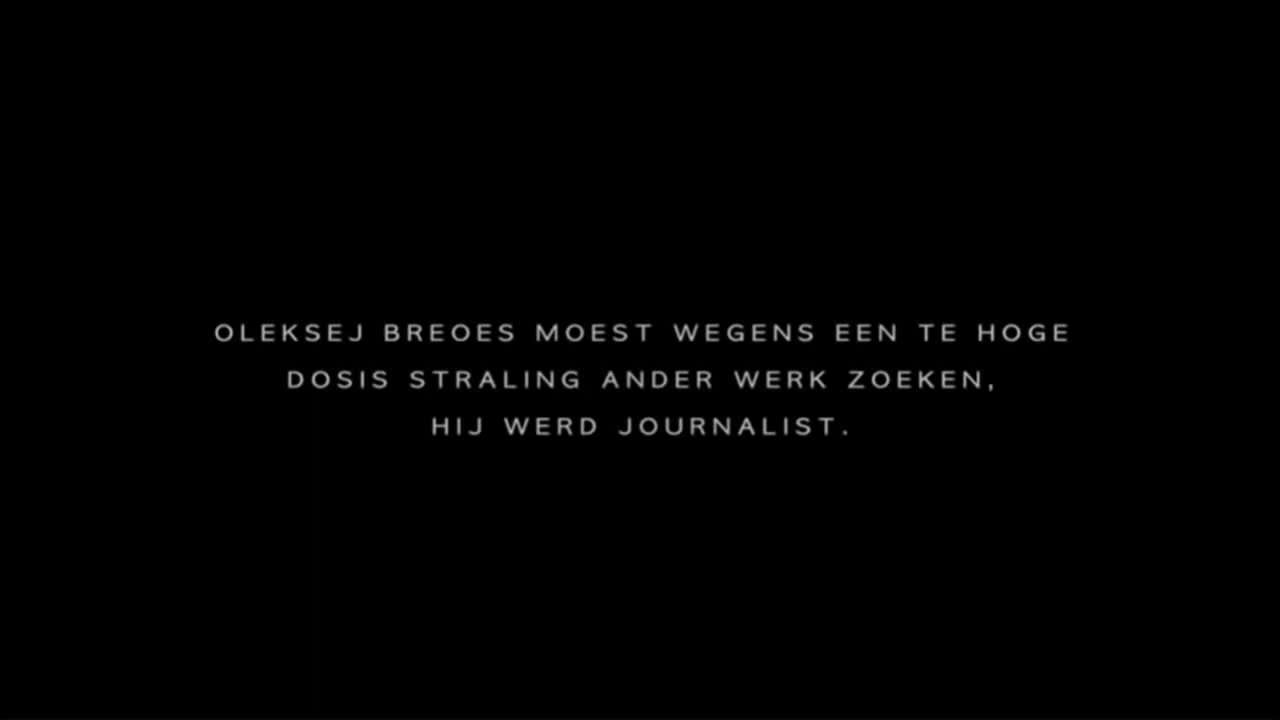 OLEKSEJ BREOES MOEST WEGENS EEN TE HOGE
DOSIS STRALING ANDER WERK ZOEKEN,
HIJ WERD JOURNALIST.